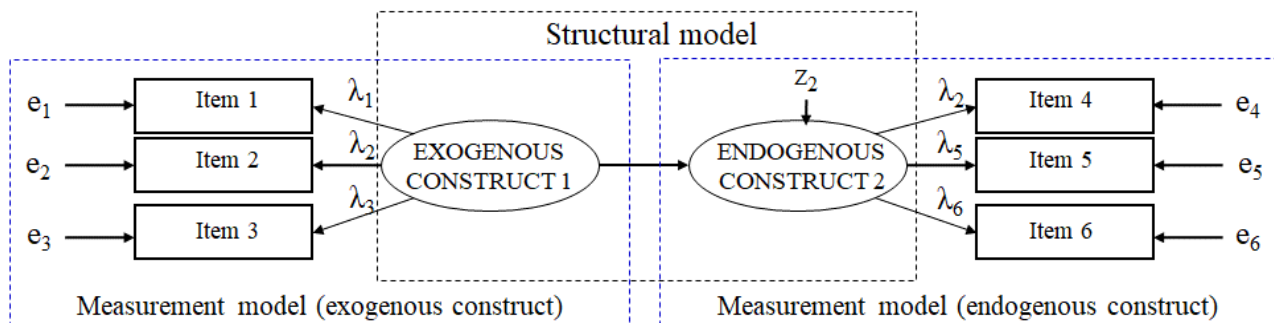 Structural model
e₁ Item 1 λ₁ z₂ λ₂ Item 4 e₄
e₂ Item 2 λ₂ EXOGENOUS CONSTRUCT 1 ENDOGENOUS CONSTRUCT 2 λ₅ Item 5 e₅
e₃ Item 3 λ₃ λ₆ Item 6 e₆
Measurement model (exogenous construct) Measurement model (endogenous construct)